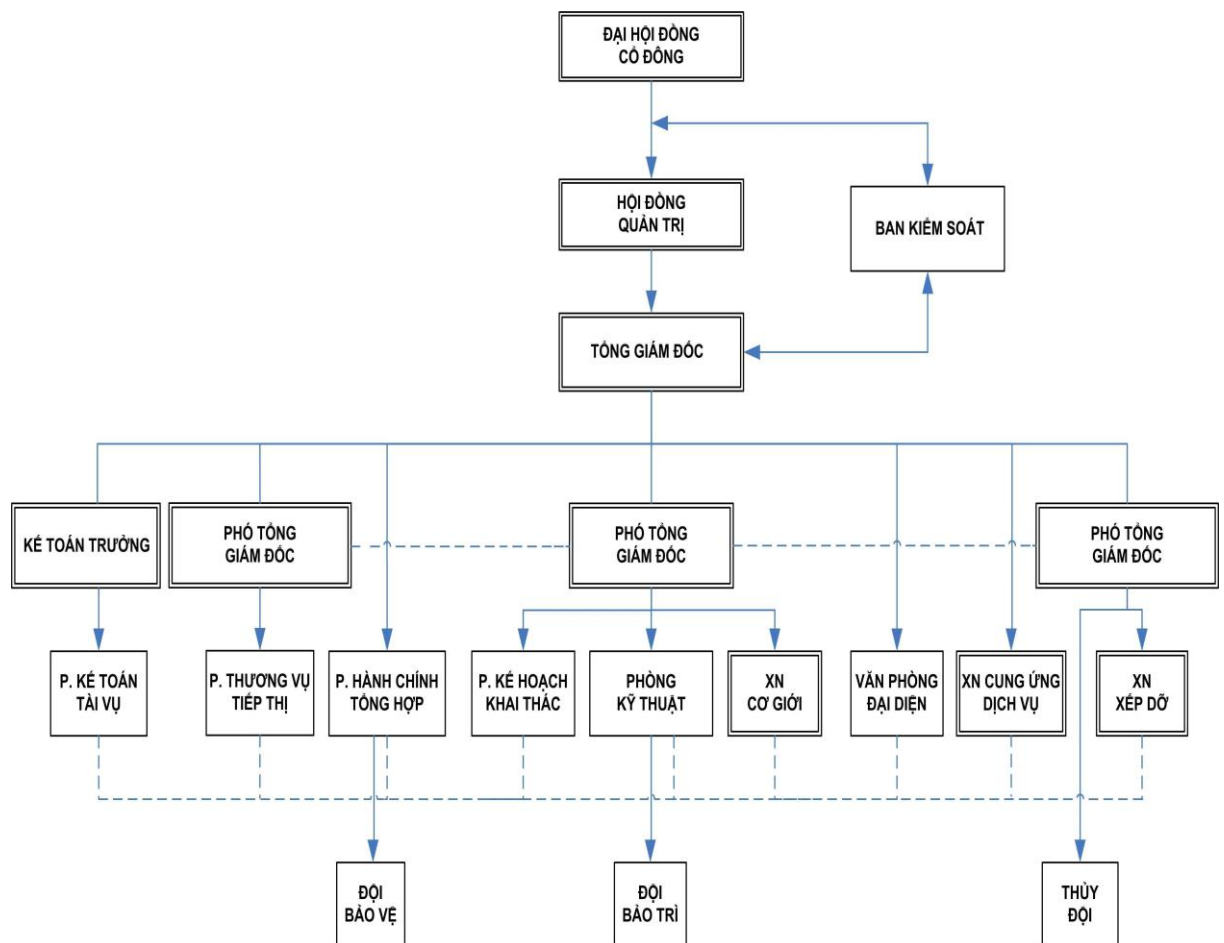 ĐẠI HỘI ĐỒNG
CỔ ĐÔNG
HỘI ĐỒNG
QUẢN TRỊ
BAN KIỂM SOÁT
TỔNG GIÁM ĐỐC
KẾ TOÁN TRƯỞNG
PHÓ TỔNG
GIÁM ĐỐC
PHÓ TỔNG
GIÁM ĐỐC
PHÓ TỔNG
GIÁM ĐỐC
P. KẾ TOÁN
TÀI VỤ
P. THƯƠNG VỤ
TIẾP THỊ
P. HÀNH CHÍNH
TỔNG HỢP
P. KẾ HOẠCH
KHAI THÁC
PHÒNG
KỸ THUẬT
XN
CƠ GIỚI
VĂN PHÒNG
ĐẠI DIỆN
XN CUNG ỨNG
DỊCH VỤ
XN
XẾP DỠ
ĐỘI
BẢO VỆ
ĐỘI
BẢO TRÌ
THỦY
ĐỘI